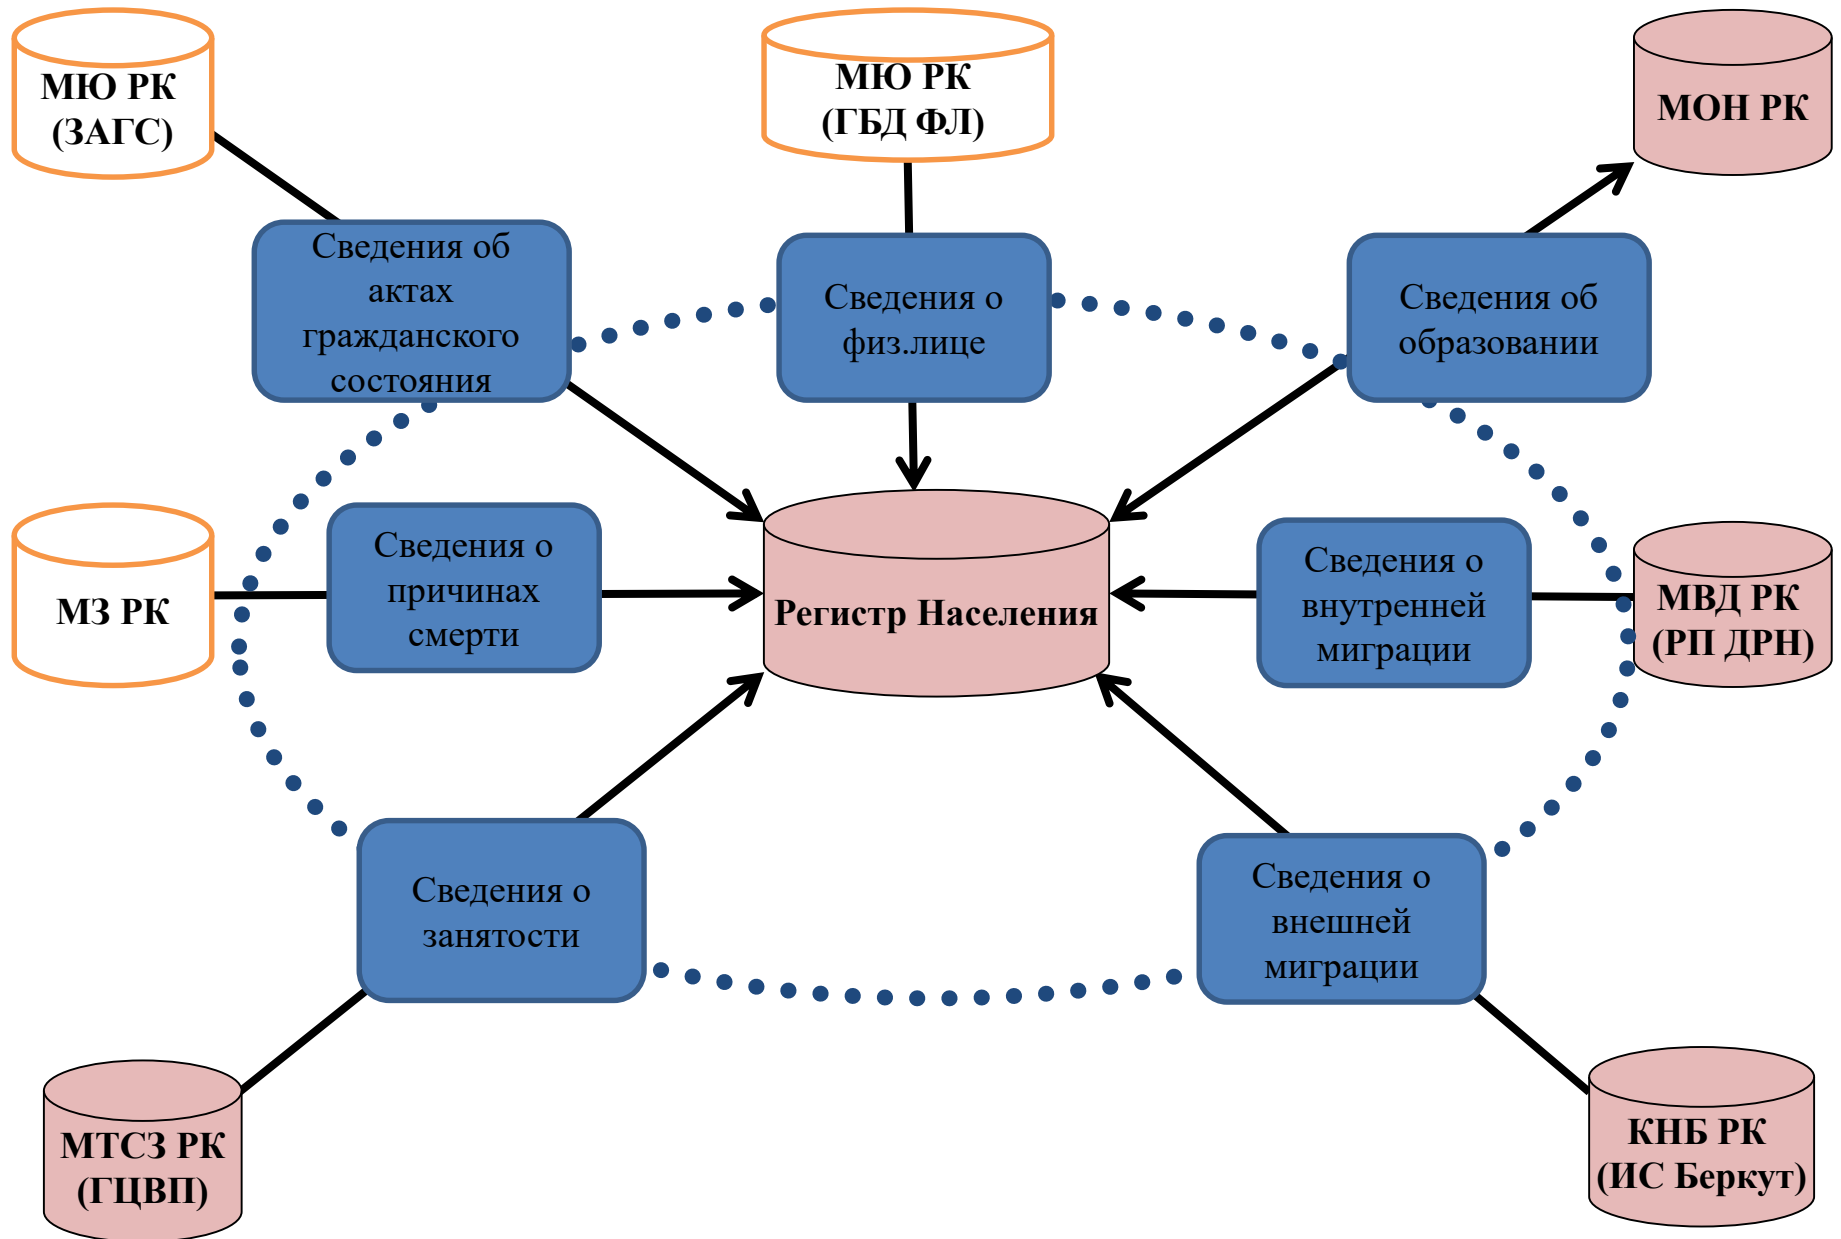 МЮ РК
(ЗАГС)
МЮ РК
(ГБД ФЛ)
МОН РК
Сведения об
актах
гражданского
состояния
Сведения о
физ.лице
Сведения об
образовании
МЗ РК
Сведения о
причинах
смерти
Регистр Населения
Сведения о
внутренней
миграции
МВД РК
(РП ДРН)
Сведения о
занятости
Сведения о
внешней
миграции
МТСЗ РК
(ГЦВП)
КНБ РК
(ИС Беркут)